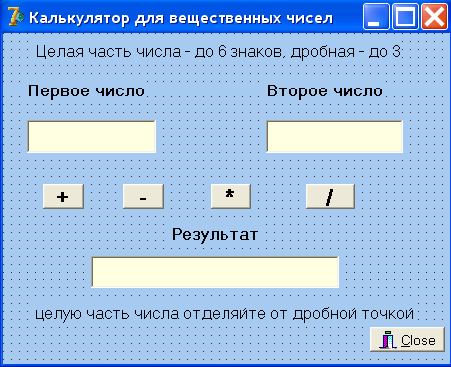 Калькулятор для вещественных чисел
Целая часть числа - до 6 знаков, дробная - до 3
Первое число Второе число
+ - * /
Результат
целую часть числа отделяйте от дробной точкой
Close